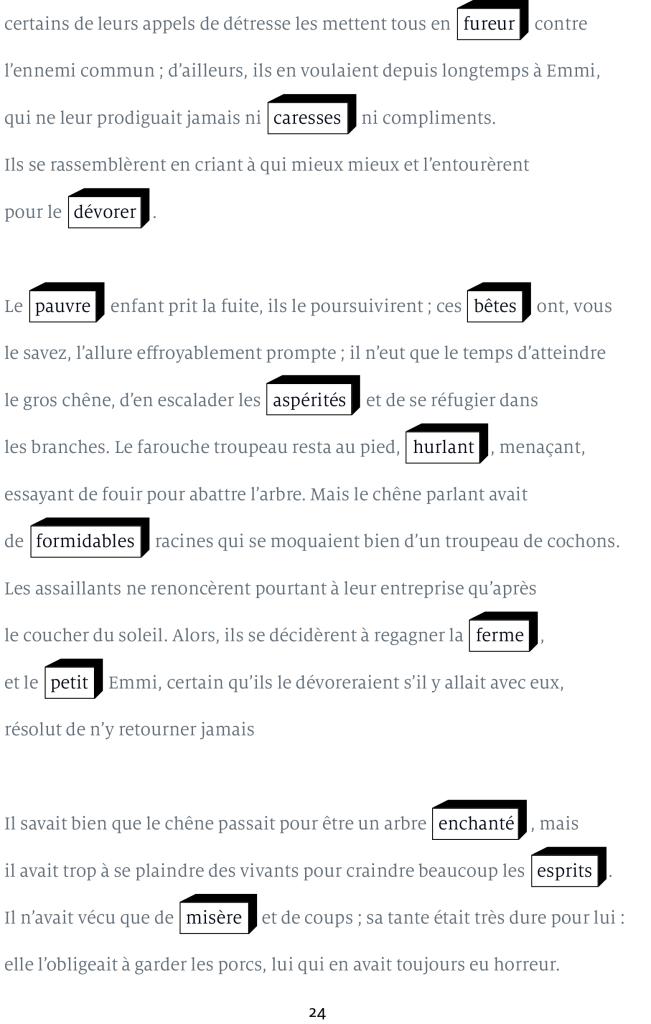 certains de leurs appels de détresse les mettent tous en fureur contre
l’ennemi commun ; d’ailleurs, ils en voulaient depuis longtemps à Emmi,
qui ne leur prodiguait jamais ni caresses ni compliments.
Ils se rassemblèrent en criant à qui mieux mieux et l’entourèrent
pour le dévorer .
Le pauvre enfant prit la fuite, ils le poursuivirent ; ces bêtes ont, vous
le savez, l’allure effroyablement prompte ; il n’eut que le temps d’atteindre
le gros chêne, d’en escalader les aspérités et de se réfugier dans
les branches. Le farouche troupeau resta au pied, hurlant , menaçant,
essayant de fouir pour abattre l’arbre. Mais le chêne parlant avait
de formidables racines qui se moquaient bien d’un troupeau de cochons.
Les assaillants ne renoncèrent pourtant à leur entreprise qu’après
le coucher du soleil. Alors, ils se décidèrent à regagner la ferme ,
et le petit Emmi, certain qu’ils le dévoreraient s’il y allait avec eux,
résolut de n’y retourner jamais
Il savait bien que le chêne passait pour être un arbre enchanté , mais
il avait trop à se plaindre des vivants pour craindre beaucoup les esprits .
Il n’avait vécu que de misère et de coups ; sa tante était très dure pour lui :
elle l’obligeait à garder les porcs, lui qui en avait toujours eu horreur.
24